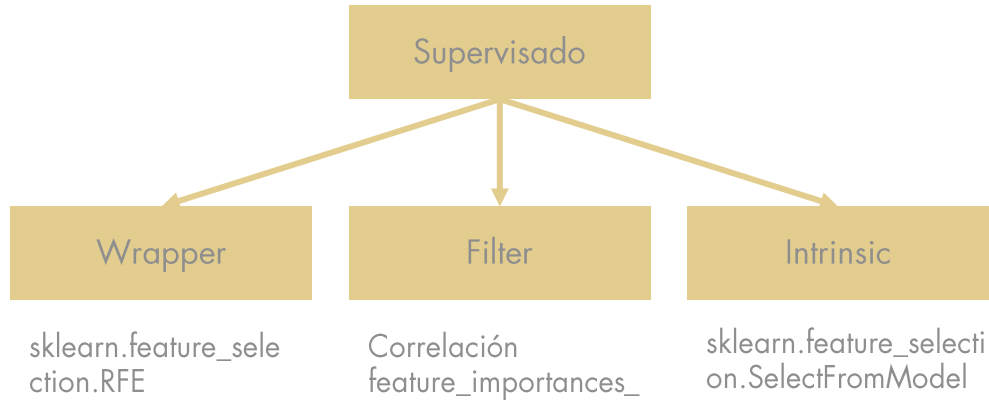 Supervisado
Wrapper
Filter
Intrinsic
sklearn.feature_sele
ction.RFE
Correlación
feature_importances_
sklearn.feature_selecti
on.SelectFromModel